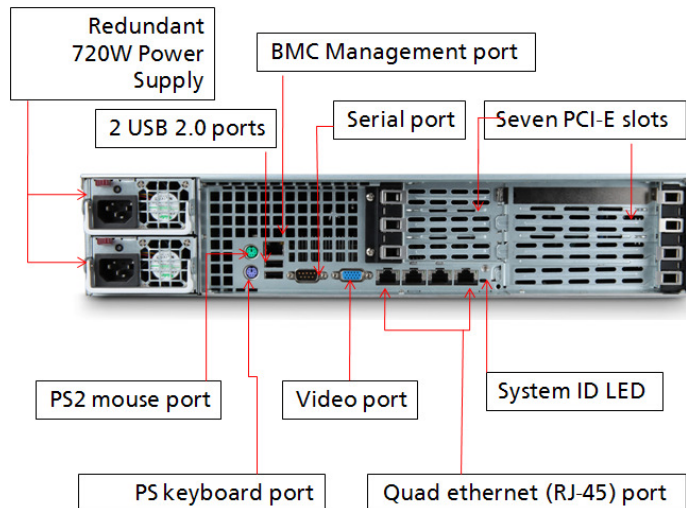 Redundant
720W Power
Supply
BMC Management port
2 USB 2.0 ports
Serial port
Seven PCI-E slots
PS2 mouse port
Video port
System ID LED
PS keyboard port
Quad ethernet (RJ-45) port